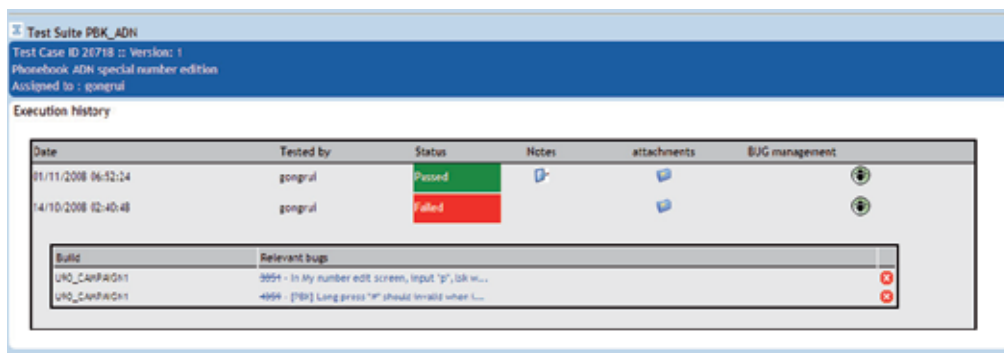 Test Suite PBK_ADN
Test Case ID 20718 :: Version: 1
Phonebook ADN special number edition
Assigned to : gongrui
Execution history
Date Tested by Status Notes attachments BUG management
01/11/2008 06:52:24 gongrui Passed
14/10/2008 02:40:48 gongrui Failed
Build Relevant bugs
- In My number edit screen, input "p", w...
- [PBK] Long press "#" should invalid when i...